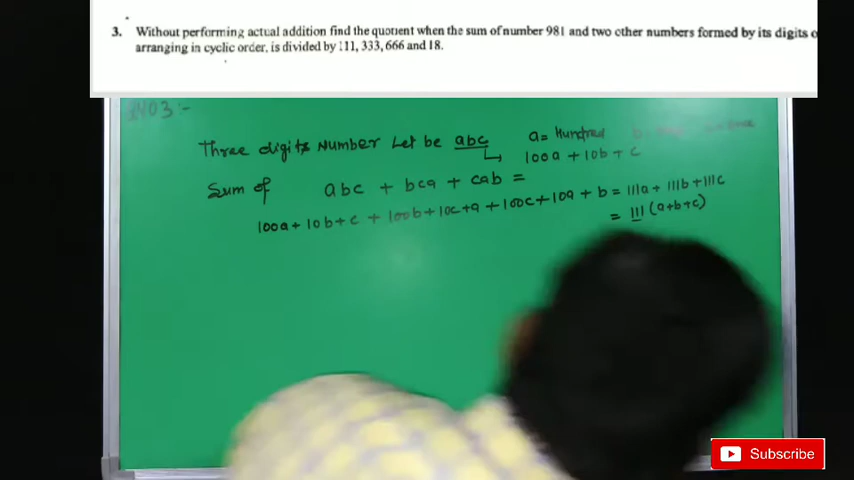 3. Without performing actual addition find the quotient when the sum of number 981 and two other numbers formed by its digits
arranging in cyclic order, is divided by 111, 333, 666 and 18.
Three digits Number Let be abc a= Hundred
100a + 10b + c
Sum of abc + bca + cab =
100a + 10b + c + 100b + 10c + a + 100c + 10a + b = 111a + 111b + 111c
= 111 (a+b+c)
Subscribe